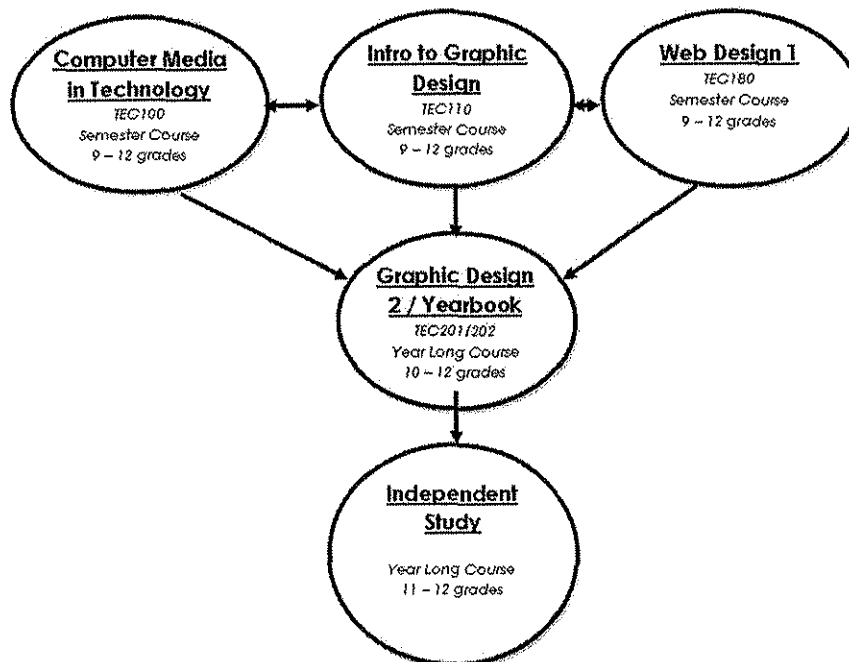 Computer Media
in Technology
TEC100
Semester Course
9 – 12 grades
Intro to Graphic
Design
TEC110
Semester Course
9 – 12 grades
Web Design 1
TEC180
Semester Course
9 – 12 grades
Graphic Design
2 / Yearbook
TEC201/202
Year Long Course
10 – 12 grades
Independent
Study
Year Long Course
11 – 12 grades